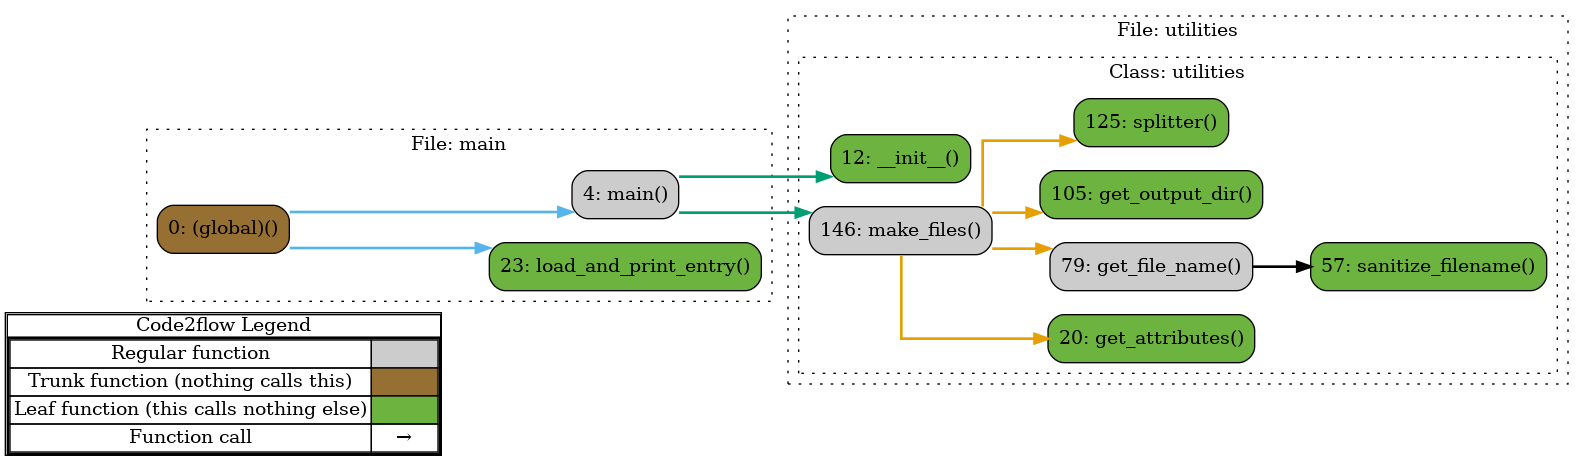 File: utilities
Class: utilities
125: splitter()
File: main
12: __init__()
4: main()
105: get_output_dir()
0: (global)()
146: make_files()
23: load_and_print_entry()
79: get_file_name()
57: sanitize_filename()
20: get_attributes()
Code2flow Legend
Regular function
Trunk function (nothing calls this)
Leaf function (this calls nothing else)
Function call →